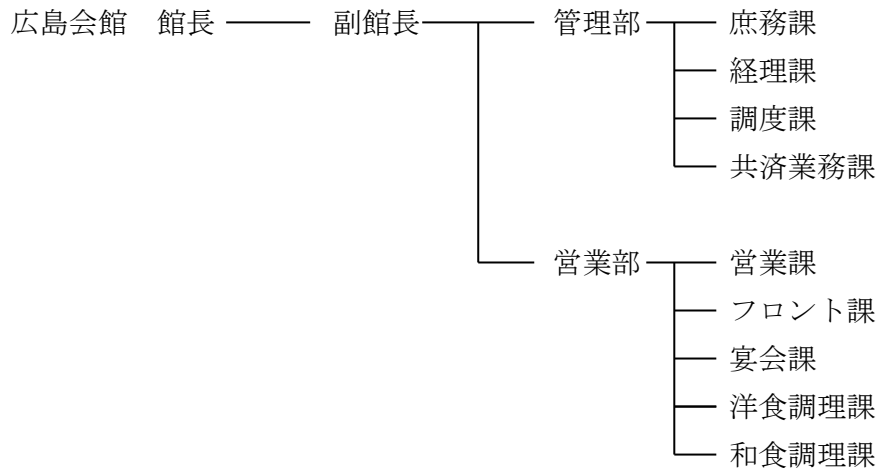 広島会館　館長　副館長　管理部　庶務課
経理課
調度課
共済業務課
営業部　営業課
フロント課
宴会課
洋食調理課
和食調理課